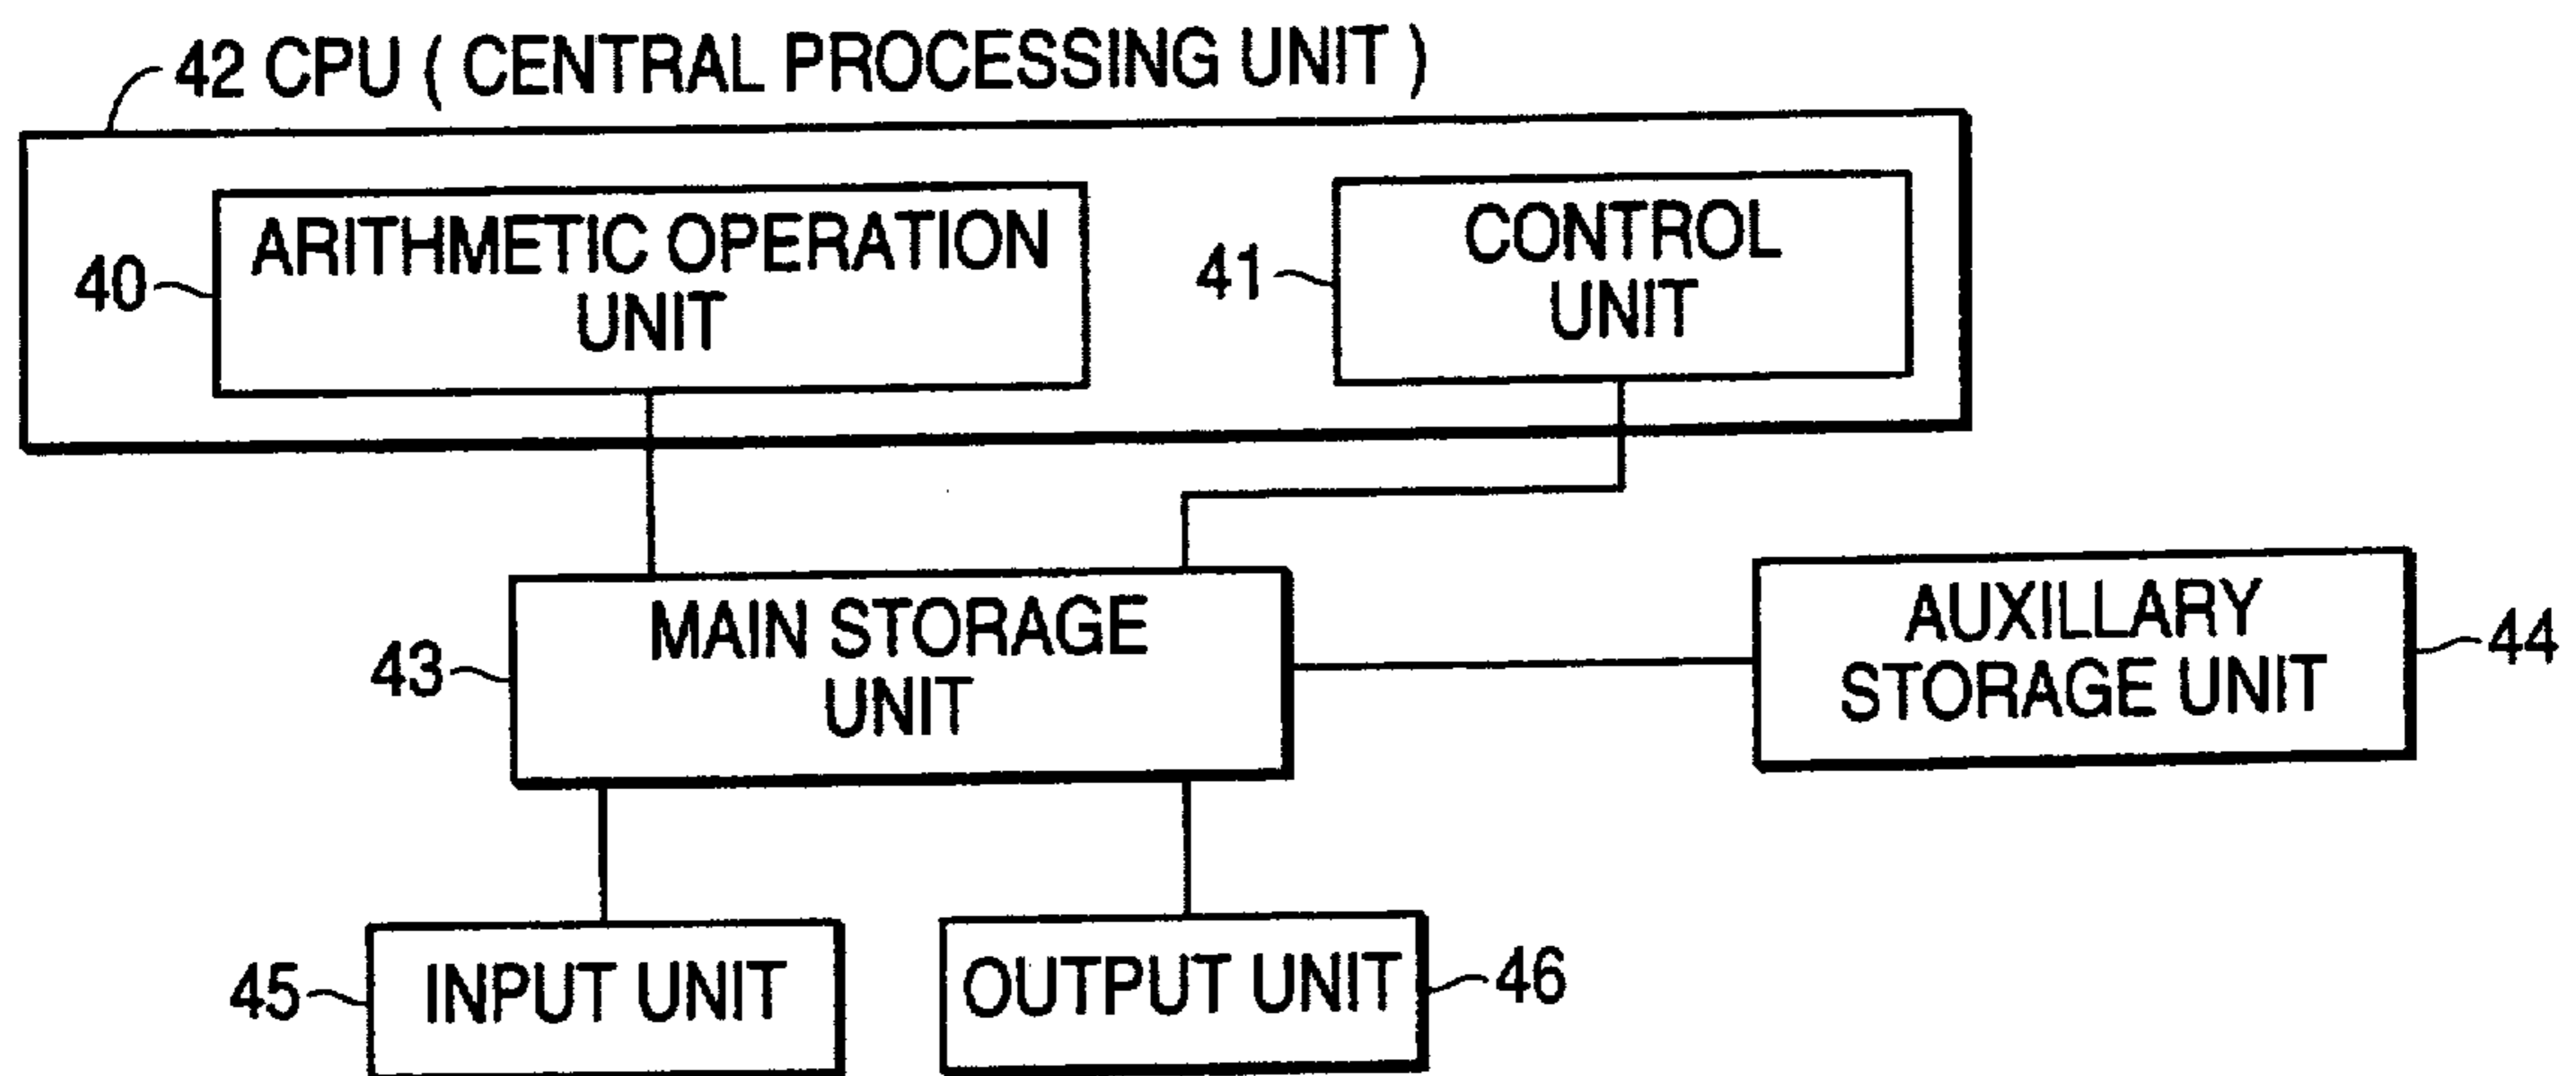 42 CPU ( CENTRAL PROCESSING UNIT )
40
ARITHMETIC OPERATION
UNIT
41
CONTROL
UNIT
43
MAIN STORAGE
UNIT
AUXILLARY
STORAGE UNIT
44
45
INPUT UNIT
OUTPUT UNIT
46